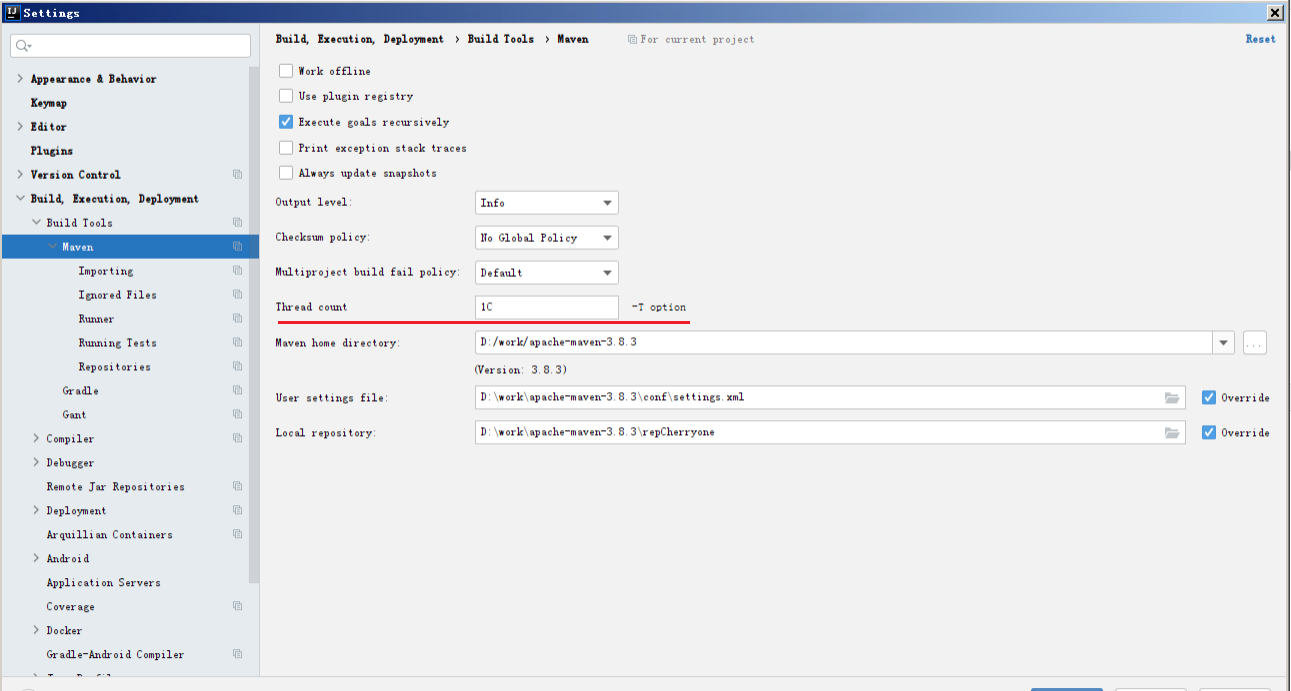 Settings
Build, Execution, Deployment › Build Tools › Maven For current project Reset
Appearance & Behavior
Keymap
Editor
Plugins
Version Control
Build, Execution, Deployment
Build Tools
Maven
Importing
Ignored Files
Runner
Running Tests
Repositories
Gradle
Gant
Compiler
Debugger
Remote Jar Repositories
Deployment
Arquillian Containers
Android
Application Servers
Coverage
Docker
Gradle-Android Compiler
Work offline
Use plugin registry
Execute goals recursively
Print exception stack traces
Always update snapshots
Output level: Info
Checksum policy: No Global Policy
Multiproject build fail policy: Default
Thread count 1C -T option
Maven home directory: D:/work/apache-maven-3.8.3 ...
(Version: 3.8.3)
User settings file: D:\work\apache-maven-3.8.3\conf\settings.xml Override
Local repository: D:\work\apache-maven-3.8.3\repCherryone Override